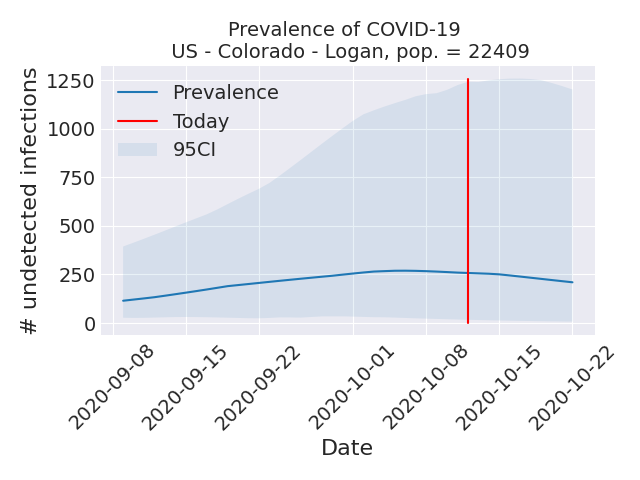 Prevalence of COVID-19
US - Colorado - Logan, pop. = 22409
# undetected infections
1250
1000
750
500
250
0
Prevalence
Today
95CI
2020-09-08
2020-09-15
2020-09-22
2020-10-01
2020-10-08
2020-10-15
2020-10-22
Date